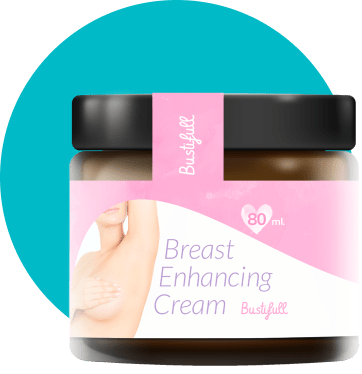 Bustifull
80 ml.
Breast
Enhancing
Cream Bustifull